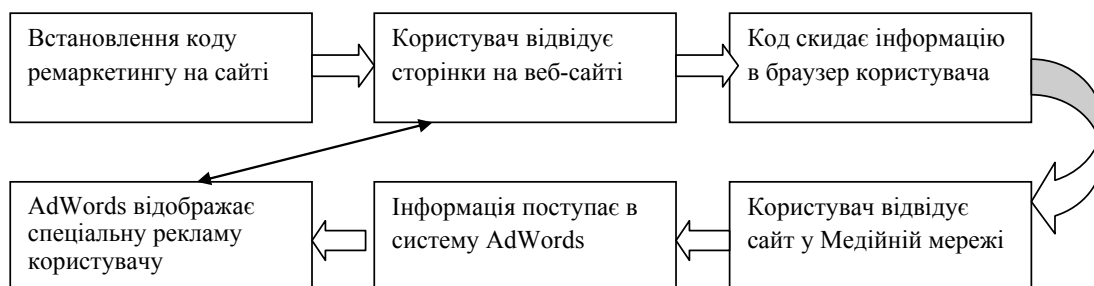 Встановлення коду
ремаркетингу на сайті
Користувач відвідує
сторінки на веб-сайті
Код скидає інформацію
в браузер користувача
Користувач відвідує
сайт у Медійній мережі
Інформація поступає в
систему AdWords
AdWords відображає
спеціальну рекламу
користувачу